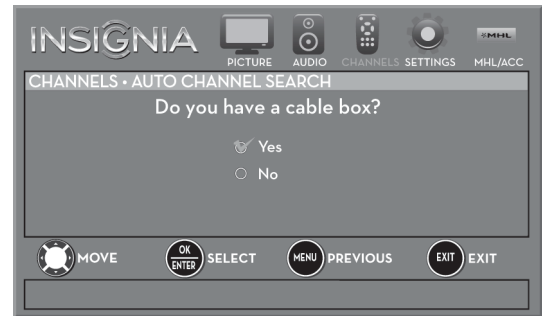 INSIGNIA
PICTURE AUDIO CHANNELS SETTINGS MHL/ACC
MHL
CHANNELS • AUTO CHANNEL SEARCH
Do you have a cable box?
Yes
No
MOVE OK ENTER SELECT MENU PREVIOUS EXIT EXIT